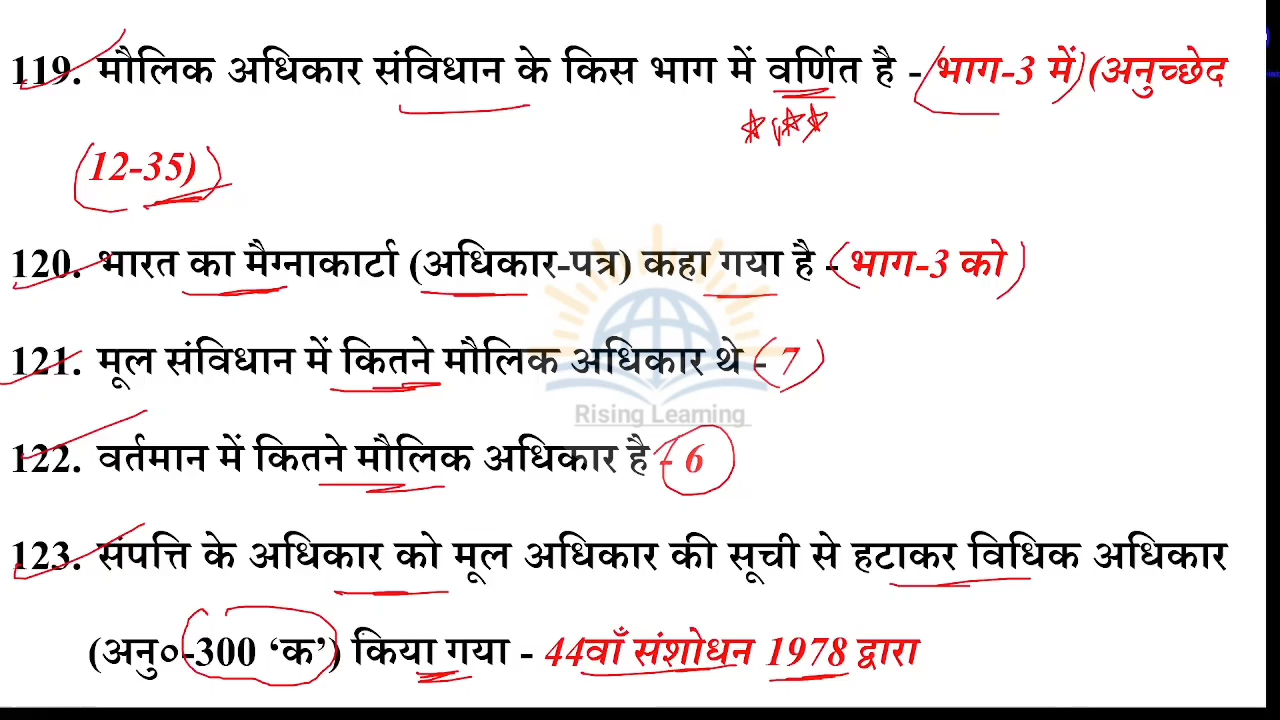 119. मौलिक अधिकार संविधान के किस भाग में वर्णित है - भाग-3 में (अनुच्छेद
12-35)
120. भारत का मैग्नाकार्टा (अधिकार-पत्र) कहा गया है - भाग-3 को
121. मूल संविधान में कितने मौलिक अधिकार थे - 7
Rising Learning
122. वर्तमान में कितने मौलिक अधिकार है - 6
123. संपत्ति के अधिकार को मूल अधिकार की सूची से हटाकर विधिक अधिकार
(अनु०-300 ‘क’) किया गया - 44वाँ संशोधन 1978 द्वारा